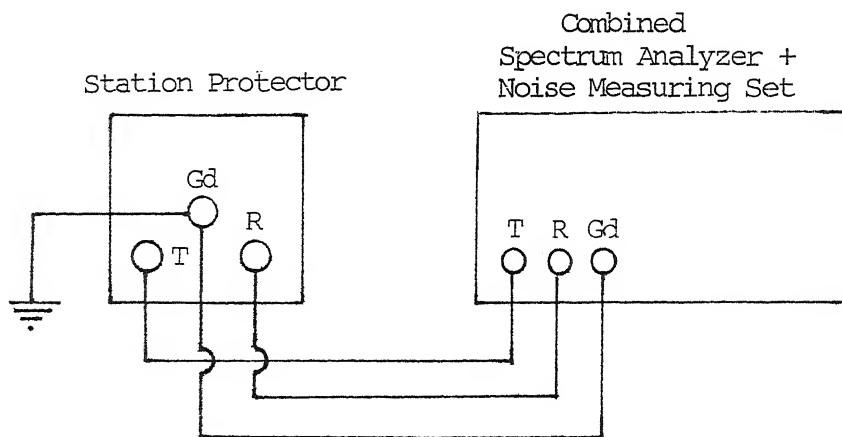 Combined
Spectrum Analyzer +
Noise Measuring Set
Station Protector
Gd
T
R
T R Gd